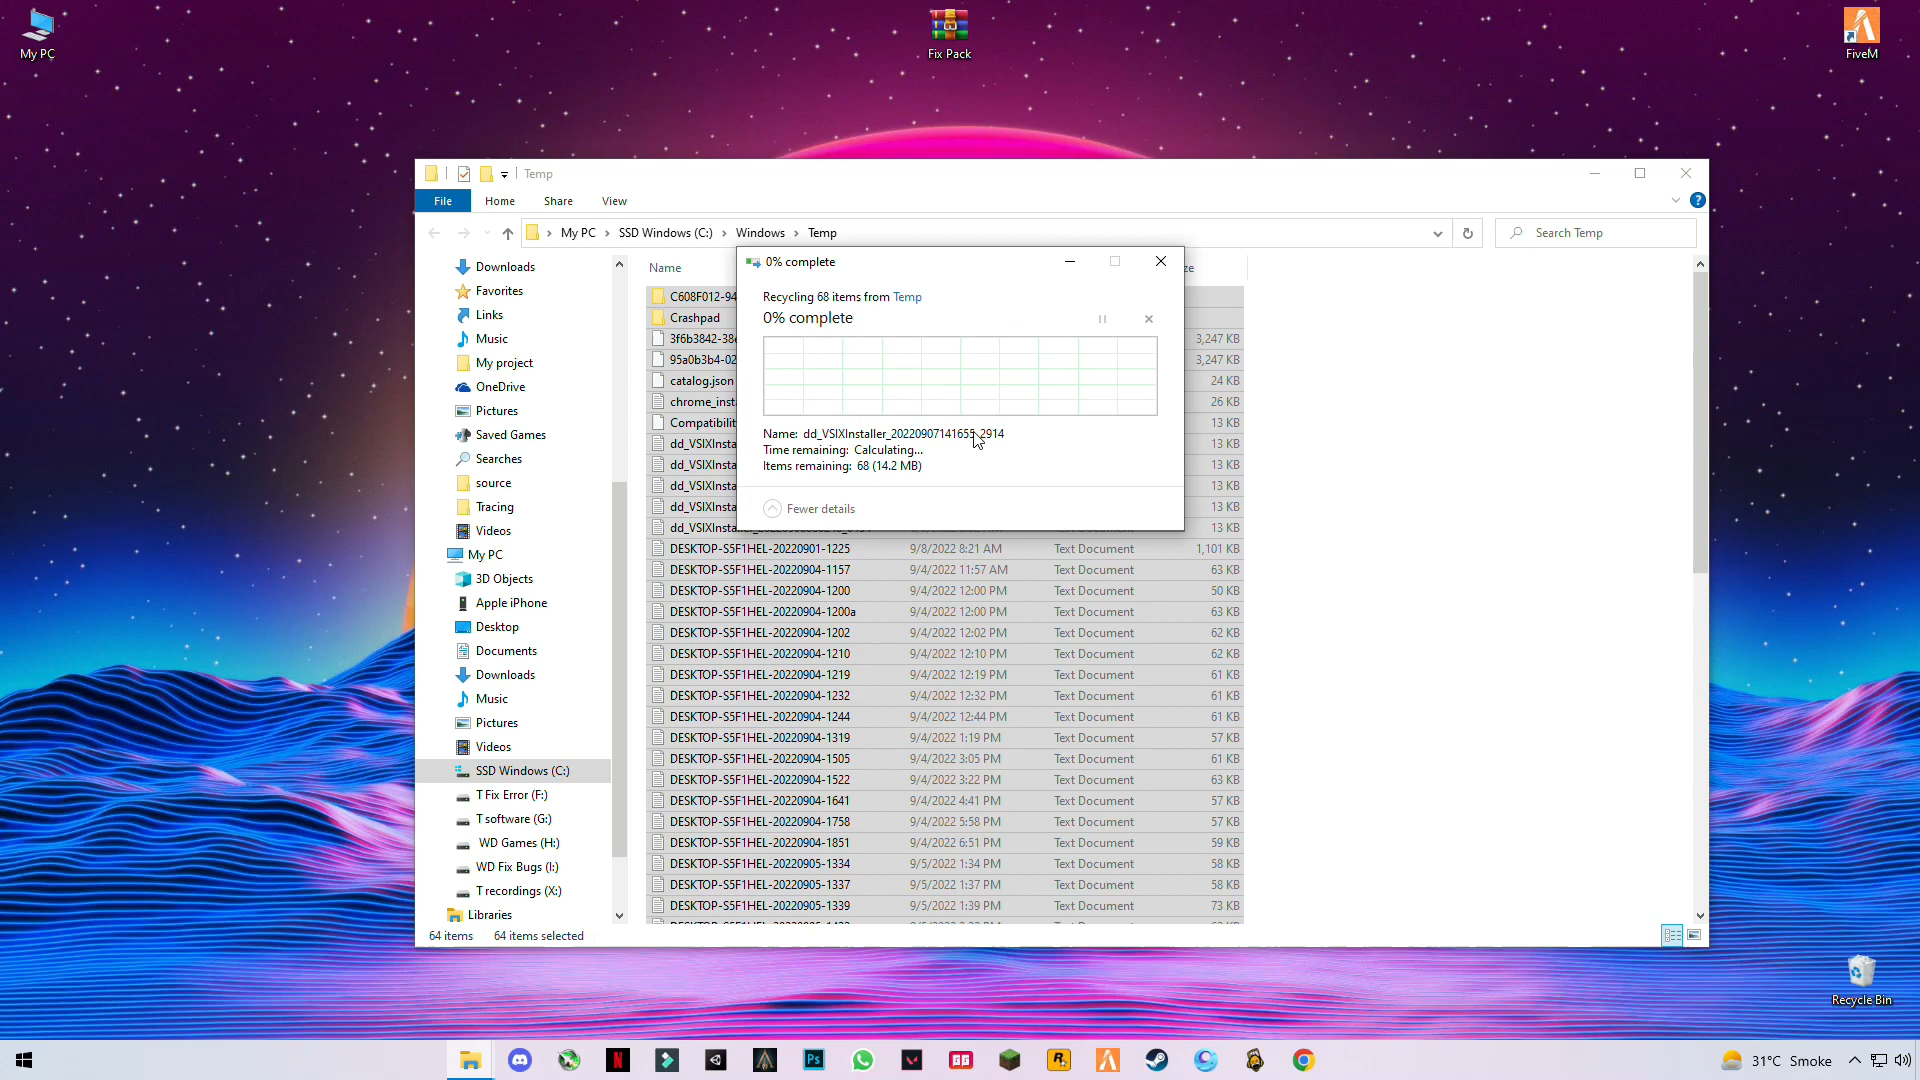 My PC
Fix Pack
FiveM
Temp
File Home Share View
My PC > SSD Windows (C:) > Windows > Temp
Search Temp
Downloads
Favorites
Links
Music
My project
OneDrive
Pictures
Saved Games
Searches
source
Tracing
Videos
My PC
3D Objects
Apple iPhone
Desktop
Documents
Downloads
Music
Pictures
Videos
SSD Windows (C:)
T Fix Error (F:)
T software (G:)
WD Games (H:)
WD Fix Bugs (I:)
T recordings (X:)
Libraries
64 items 64 items selected
Name ze
C608F012-94
Crashpad
3f6b3842-38e 3,247 KB
95a0b3b4-02 3,247 KB
catalog.json 24 KB
chrome_inst 26 KB
Compatibilit 13 KB
dd_VSIXInsta 13 KB
dd_VSIXInsta 13 KB
dd_VSIXInsta 13 KB
dd_VSIXInsta 13 KB
dd_VSIXInsta 13 KB
DESKTOP-S5F1HEL-20220901-1225 9/8/2022 8:21 AM Text Document 1,101 KB
DESKTOP-S5F1HEL-20220904-1157 9/4/2022 11:57 AM Text Document 63 KB
DESKTOP-S5F1HEL-20220904-1200 9/4/2022 12:00 PM Text Document 50 KB
DESKTOP-S5F1HEL-20220904-1200a 9/4/2022 12:00 PM Text Document 63 KB
DESKTOP-S5F1HEL-20220904-1202 9/4/2022 12:02 PM Text Document 62 KB
DESKTOP-S5F1HEL-20220904-1210 9/4/2022 12:10 PM Text Document 62 KB
DESKTOP-S5F1HEL-20220904-1219 9/4/2022 12:19 PM Text Document 61 KB
DESKTOP-S5F1HEL-20220904-1232 9/4/2022 12:32 PM Text Document 61 KB
DESKTOP-S5F1HEL-20220904-1244 9/4/2022 12:44 PM Text Document 61 KB
DESKTOP-S5F1HEL-20220904-1319 9/4/2022 1:19 PM Text Document 57 KB
DESKTOP-S5F1HEL-20220904-1505 9/4/2022 3:05 PM Text Document 61 KB
DESKTOP-S5F1HEL-20220904-1522 9/4/2022 3:22 PM Text Document 63 KB
DESKTOP-S5F1HEL-20220904-1641 9/4/2022 4:41 PM Text Document 57 KB
DESKTOP-S5F1HEL-20220904-1758 9/4/2022 5:58 PM Text Document 57 KB
DESKTOP-S5F1HEL-20220904-1851 9/4/2022 6:51 PM Text Document 59 KB
DESKTOP-S5F1HEL-20220905-1334 9/5/2022 1:34 PM Text Document 58 KB
DESKTOP-S5F1HEL-20220905-1337 9/5/2022 1:37 PM Text Document 58 KB
DESKTOP-S5F1HEL-20220905-1339 9/5/2022 1:39 PM Text Document 73 KB
0% complete
Recycling 68 items from Temp
0% complete
Name: dd_VSIXInstaller_20220907141655_2914
Time remaining: Calculating...
Items remaining: 68 (14.2 MB)
Fewer details
Recycle Bin
31°C Smoke